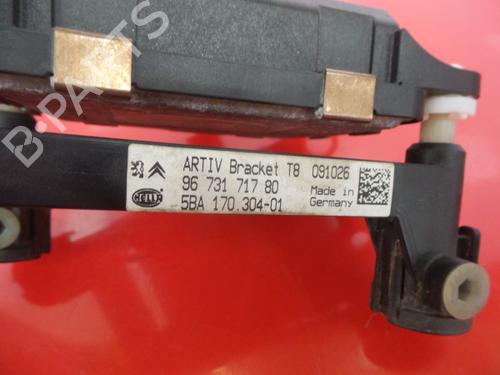 B-PARTS
ARTIV Bracket T8 091026
96 731 717 80
HELLA 5BA 170.304-01
Made in
Germany